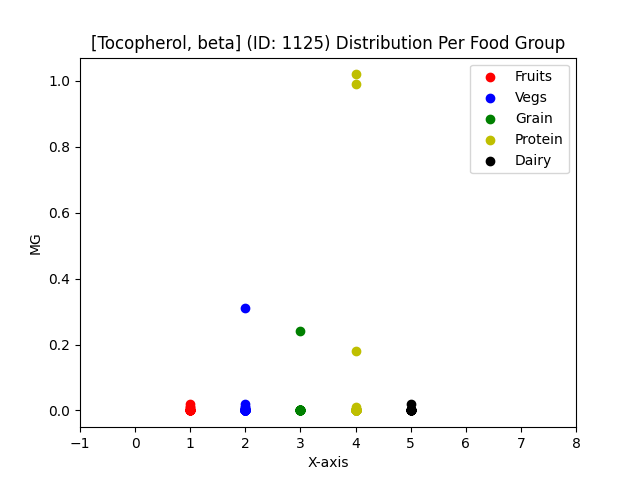 [Tocopherol, beta] (ID: 1125) Distribution Per Food Group
Fruits
Vegs
Grain
Protein
Dairy
MG
1.0
0.8
0.6
0.4
0.2
0.0
−1 0 1 2 3 4 5 6 7 8
X-axis